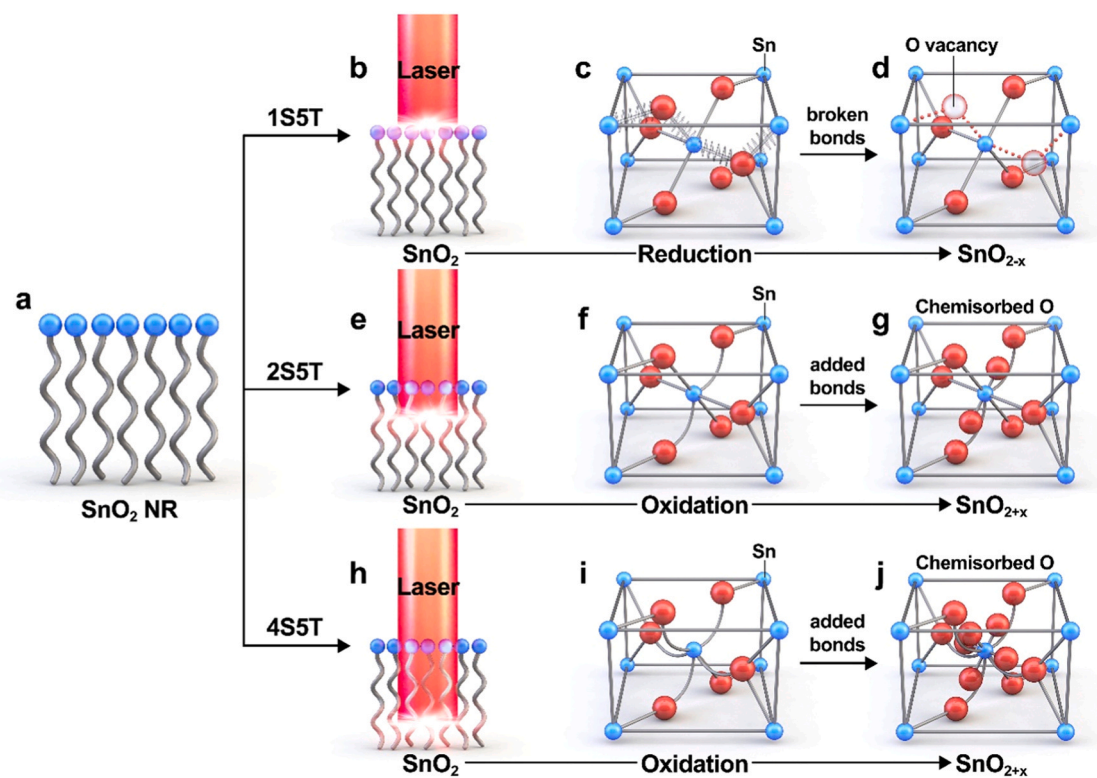 a
SnO₂ NR
1S5T
b
Laser
SnO₂
c
Sn
Reduction
broken
bonds
d
O vacancy
SnO₂₋ₓ
2S5T
e
Laser
SnO₂
f
Sn
Oxidation
added
bonds
g
Chemisorbed O
SnO₂₊ₓ
4S5T
h
Laser
SnO₂
i
Sn
Oxidation
added
bonds
j
Chemisorbed O
SnO₂₊ₓ